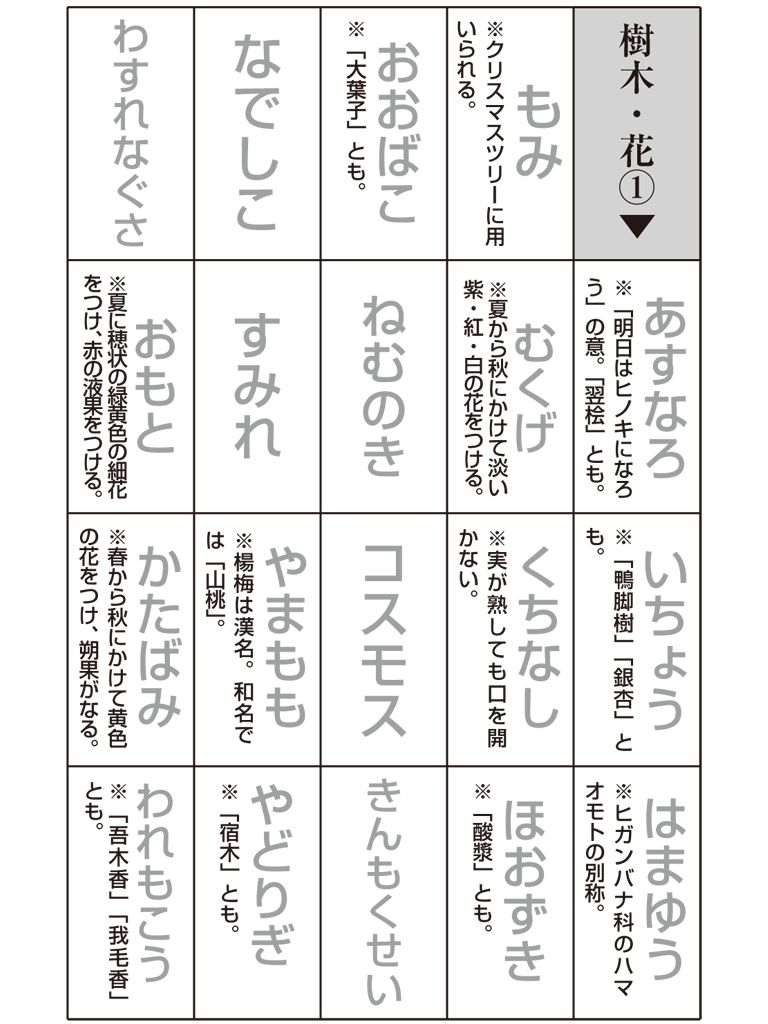 樹木・花①▼
あすなろ
※「明日はヒノキになろ
う」の意。「翌桧」とも。
いちょう
※「鴨脚樹」「銀杏」と
も。
はまゆう
※ヒガンバナ科のハマ
オモトの別称。
もみ
※クリスマスツリーに用
いられる。
むくげ
※夏から秋にかけて淡い
紫・紅・白の花をつける。
くちなし
※実が熟しても口を開
かない。
ほおずき
※「酸漿」とも。
おおばこ
※「大葉子」とも。
ねむのき
コスモス
きんもくせい
なでしこ
すみれ
やまもも
※楊梅は漢名。和名で
は「山桃」。
やどりぎ
※「宿木」とも。
わすれなぐさ
おもと
※夏に穂状の緑黄色の細花
をつけ、赤の液果をつける。
かたばみ
※春から秋にかけて黄色
の花をつけ、朔果がなる。
われもこう
※「吾木香」「我毛香」
とも。